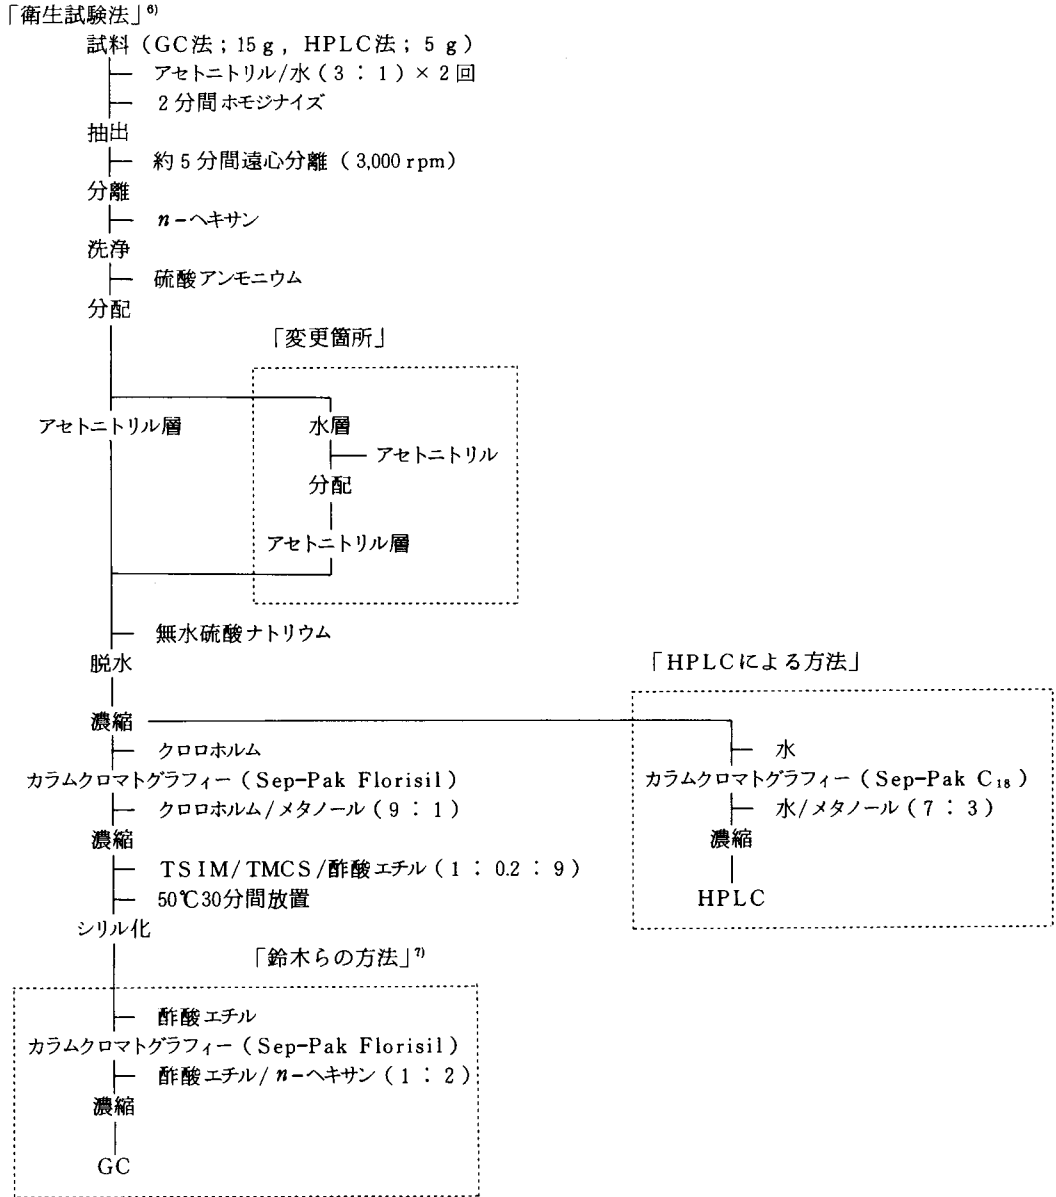 「衛生試験法」6)
試料(GC法;15g,HPLC法;5g)
アセトニトリル/水(3:1)×2回
2分間ホモジナイズ
抽出
約5分間遠心分離(3,000rpm)
分離
n-ヘキサン
洗浄
硫酸アンモニウム
分配
「変更箇所」
アセトニトリル層
水層
アセトニトリル
分配
アセトニトリル層
無水硫酸ナトリウム
脱水
濃縮
クロロホルム
カラムクロマトグラフィー(Sep-Pak Florisil)
クロロホルム/メタノール(9:1)
濃縮
TSIM/TMCS/酢酸エチル(1:0.2:9)
50℃30分間放置
シリル化
「HPLCによる方法」
水
カラムクロマトグラフィー(Sep-Pak C₁₈)
水/メタノール(7:3)
濃縮
HPLC
「鈴木らの方法」7)
酢酸エチル
カラムクロマトグラフィー(Sep-Pak Florisil)
酢酸エチル/n-ヘキサン(1:2)
濃縮
GC